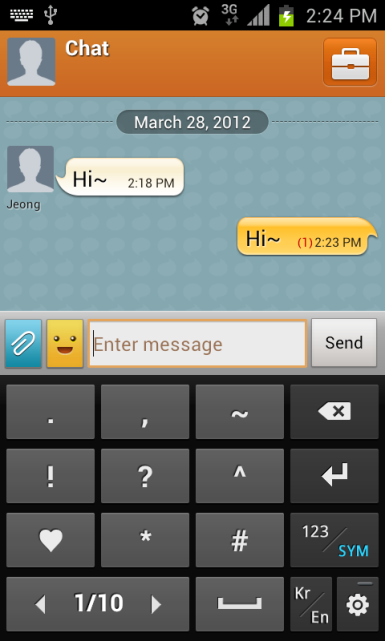 3G 2:24 PM
Chat
March 28, 2012
Hi~ 2:18 PM
Jeong
Hi~ (1) 2:23 PM
Enter message Send
. , ~
! ? ^
* # 123 SYM
1/10 Kr En